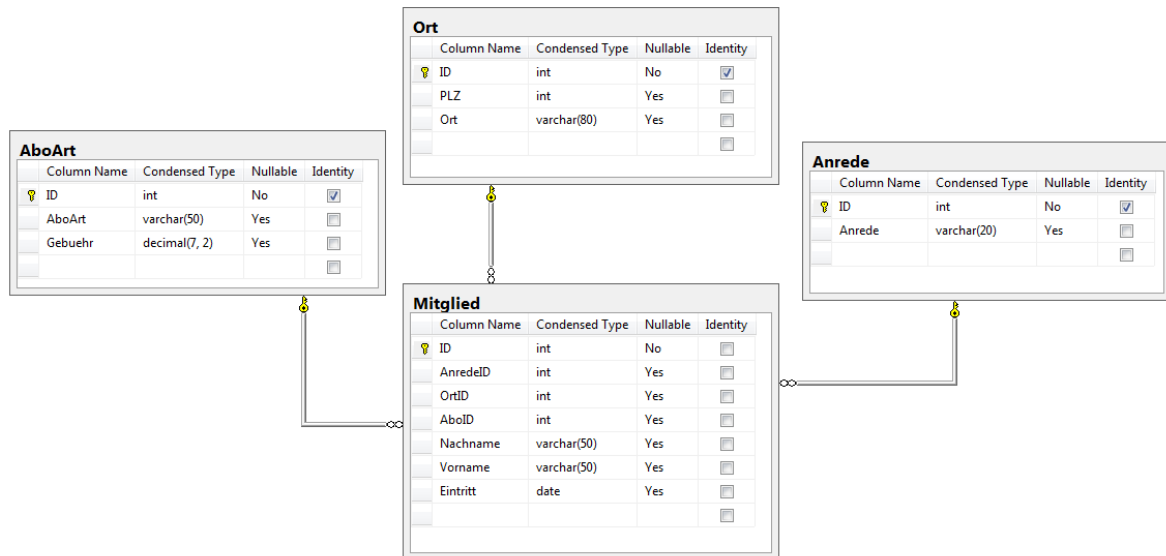 Ort
Column Name Condensed Type Nullable Identity
ID int No
PLZ int Yes
Ort varchar(80) Yes
AboArt
Column Name Condensed Type Nullable Identity
ID int No
AboArt varchar(50) Yes
Gebuehr decimal(7, 2) Yes
Anrede
Column Name Condensed Type Nullable Identity
ID int No
Anrede varchar(20) Yes
Mitglied
Column Name Condensed Type Nullable Identity
ID int No
AnredeID int Yes
OrtID int Yes
AboID int Yes
Nachname varchar(50) Yes
Vorname varchar(50) Yes
Eintritt date Yes